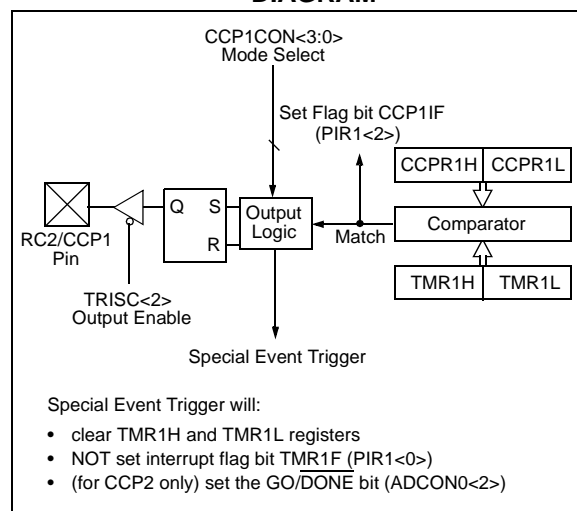 DIAGRAM
CCP1CON<3:0>
Mode Select
Set Flag bit CCP1IF
(PIR1<2>)
CCPR1H CCPR1L
Q S
R
Output
Logic
Match
Comparator
RC2/CCP1
Pin
TRISC<2>
Output Enable
TMR1H TMR1L
Special Event Trigger
Special Event Trigger will:
• clear TMR1H and TMR1L registers
• NOT set interrupt flag bit TMR1F (PIR1<0>)
• (for CCP2 only) set the GO/DONE bit (ADCON0<2>)